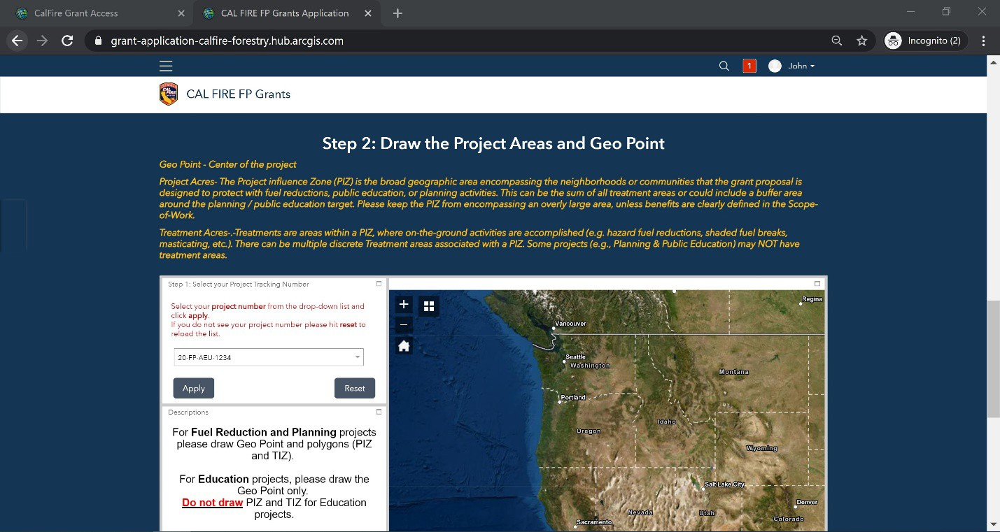 CalFire Grant Access
CAL FIRE FP Grants Application
grant-application-calfire-forestry.hub.arcgis.com
Incognito (2)
1
John
CAL FIRE FP Grants
Step 2: Draw the Project Areas and Geo Point
Geo Point - Center of the project
Project Acres- The Project influence Zone (PIZ) is the broad geographic area encompassing the neighborhoods or communities that the grant proposal is
designed to protect with fuel reductions, public education, or planning activities. This can be the sum of all treatment areas or could include a buffer area
around the planning / public education target. Please keep the PIZ from encompassing an overly large area, unless benefits are clearly defined in the Scope-
of-Work.
Treatment Acres-.-Treatments are areas within a PIZ, where on-the-ground activities are accomplished (e.g. hazard fuel reductions, shaded fuel breaks,
masticating, etc.). There can be multiple discrete Treatment areas associated with a PIZ. Some projects (e.g., Planning & Public Education) may NOT have
treatment areas.
Step 1: Select your Project Tracking Number
Select your project number from the drop-down list and
click apply.
If you do not see your project number please hit reset to
reload the list.
20-FP-AEU-1234
Apply
Reset
Descriptions
For Fuel Reduction and Planning projects
please draw Geo Point and polygons (PIZ
and TIZ).
For Education projects, please draw the
Geo Point only.
Do not draw PIZ and TIZ for Education
projects.
Regina
Vancouver
Seattle
Washington
Montana
Portland
Idaho
Oregon
Wyoming
Salt Lake City
Denver
Nevada
Utah
Colorado
Sacramento